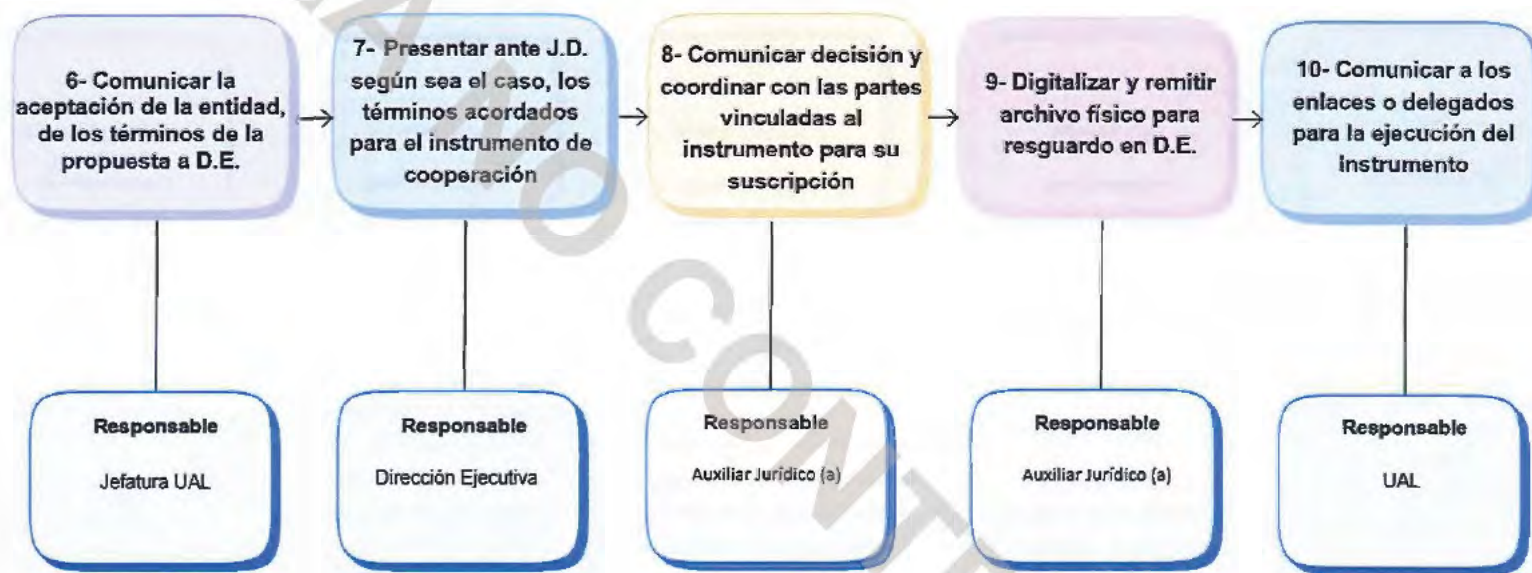 6- Comunicar la
aceptación de la entidad,
de los términos de la
propuesta a D.E.
7- Presentar ante J.D.
según sea el caso, los
términos acordados
para el instrumento de
cooperación
8- Comunicar decisión y
coordinar con las partes
vinculadas al
instrumento para su
suscripción
9- Digitalizar y remitir
archivo físico para
resguardo en D.E.
10- Comunicar a los
enlaces o delegados
para la ejecución del
instrumento
Responsable
Jefatura UAL
Responsable
Dirección Ejecutiva
Responsable
Auxiliar Jurídico (a)
Responsable
Auxiliar Jurídico (a)
Responsable
UAL
NO CONT